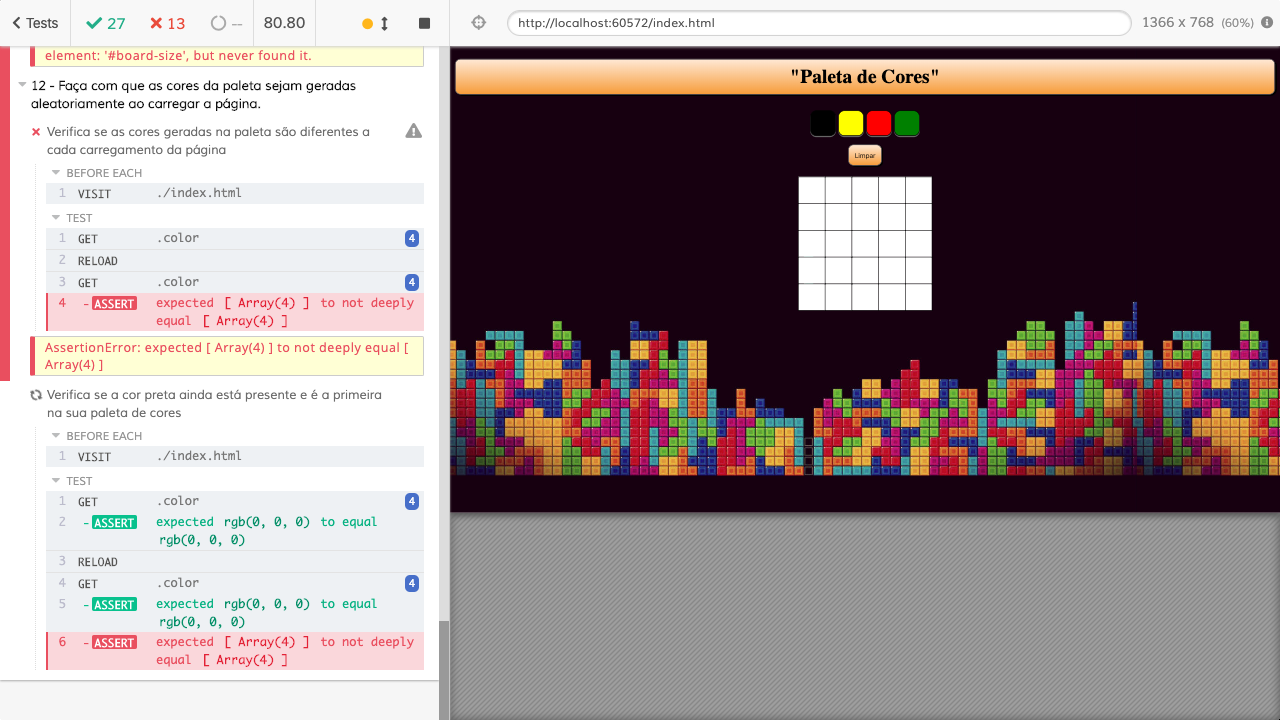 Tests
27
13
--
80.80
element: '#board-size', but never found it.
12 - Faça com que as cores da paleta sejam geradas
aleatoriamente ao carregar a página.
Verifica se as cores geradas na paleta são diferentes a
cada carregamento da página
BEFORE EACH
1 VISIT ./index.html
TEST
1 GET .color 4
2 RELOAD
3 GET .color 4
4 -ASSERT expected [ Array(4) ] to not deeply
equal [ Array(4) ]
AssertionError: expected [ Array(4) ] to not deeply equal [
Array(4) ]
Verifica se a cor preta ainda está presente e é a primeira
na sua paleta de cores
BEFORE EACH
1 VISIT ./index.html
TEST
1 GET .color 4
2 -ASSERT expected rgb(0, 0, 0) to equal
rgb(0, 0, 0)
3 RELOAD
4 GET .color 4
5 -ASSERT expected rgb(0, 0, 0) to equal
rgb(0, 0, 0)
6 -ASSERT expected [ Array(4) ] to not deeply
equal [ Array(4) ]
http://localhost:60572/index.html
1366 x 768 (60%)
"Paleta de Cores"
Limpar